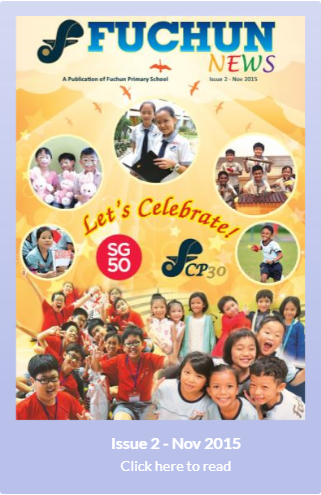 FUCHUN
NEWS
A Publication of Fuchun Primary School
Issue 2 - Nov 2015
Let's Celebrate!
SG
50
CP30
Issue 2 - Nov 2015
Click here to read